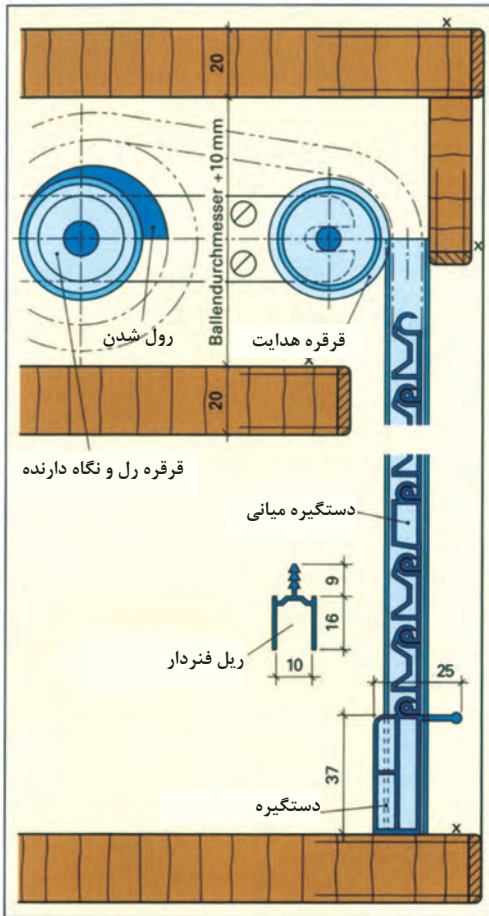 x
20
Ballendurchmesser + 10 mm
x
رول شدن
قرقره هدایت
x
20
قرقره رل و نگاه دارنده
دستگیره میانی
9
16
ریل فنردار
10
25
37
دستگیره
x